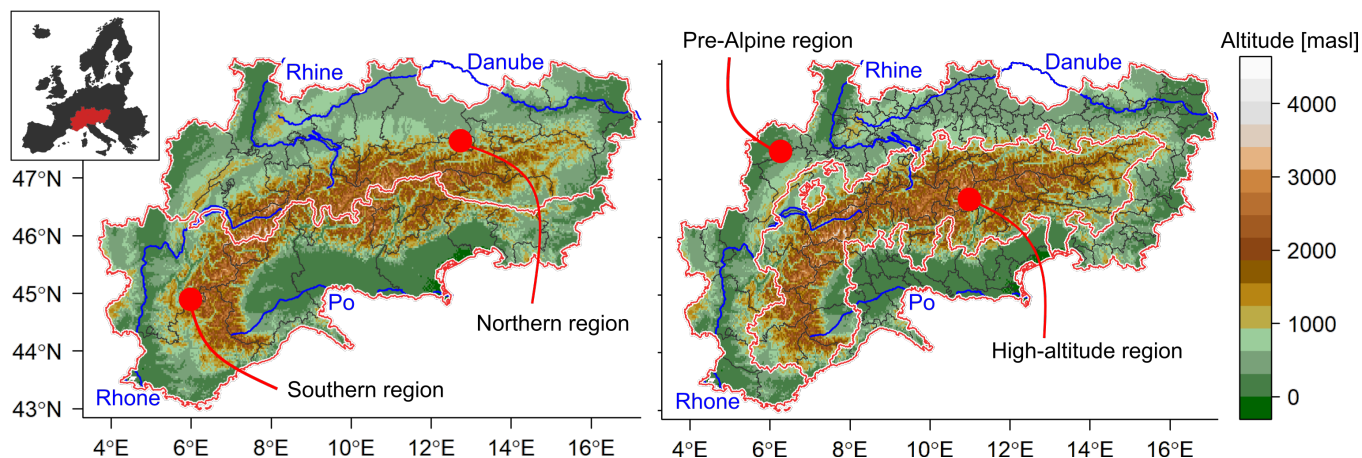 Pre-Alpine region
Altitude [masl]
Rhine
Danube
Rhine
Danube
4000
3000
2000
1000
0
47°N
46°N
45°N
44°N
43°N
Po
Po
Northern region
High-altitude region
Southern region
Rhone
Rhone
4°E
6°E
8°E
10°E
12°E
14°E
16°E
4°E
6°E
8°E
10°E
12°E
14°E
16°E